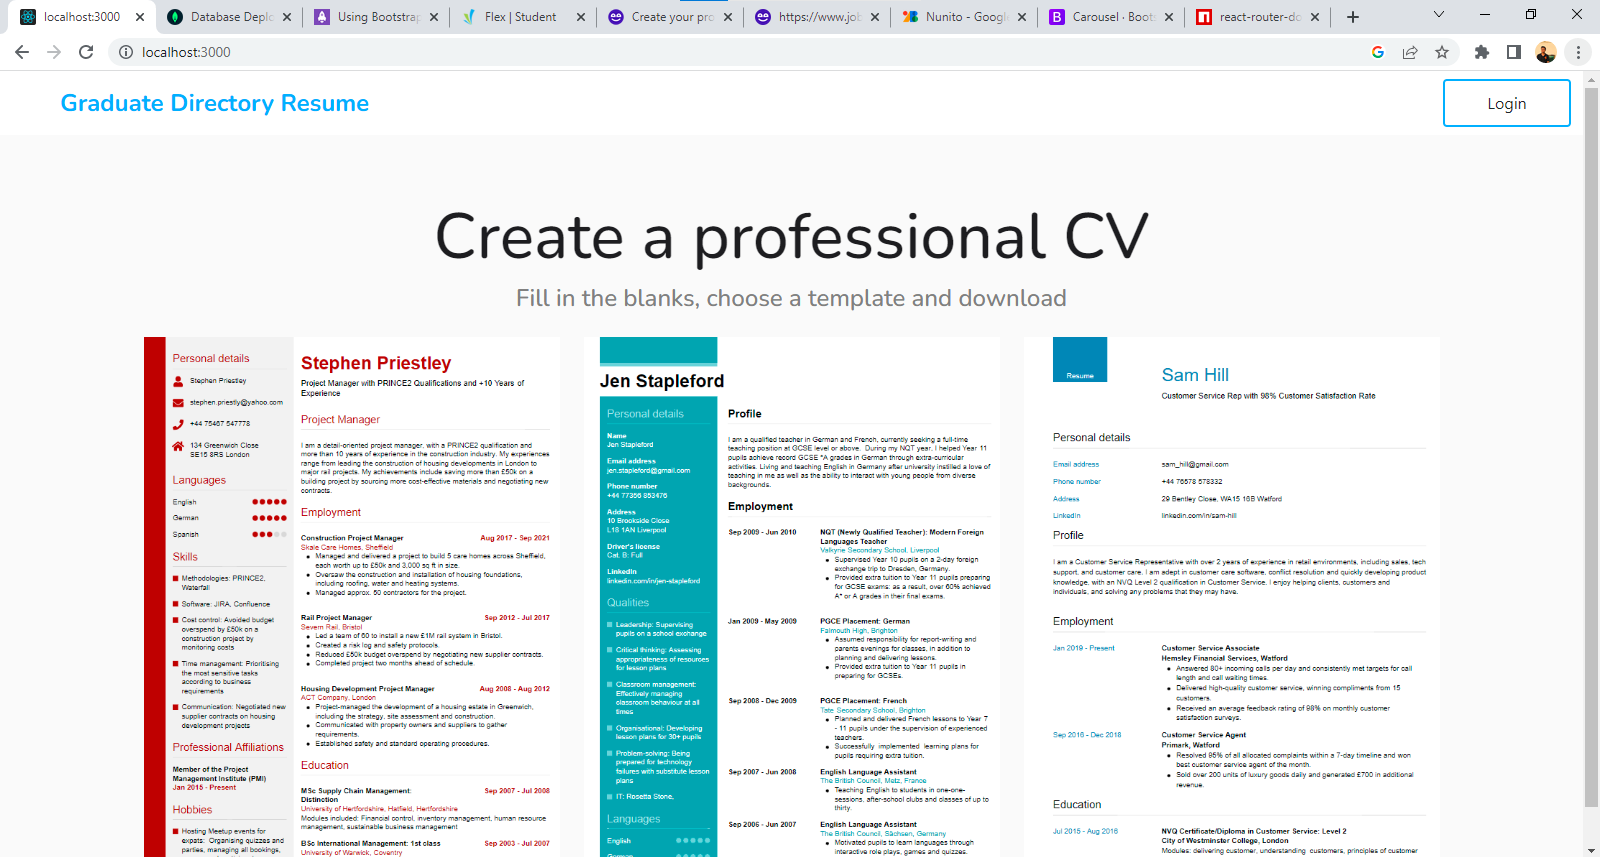 localhost:3000
Database Deplo
Using Bootstrap
Flex | Student
Create your pro
https://www.job
Nunito - Google
Carousel · Boots
react-router-do
localhost:3000
Graduate Directory Resume
Login
Create a professional CV
Fill in the blanks, choose a template and download
Personal details
Stephen Priestley
stephen.priestly@yahoo.com
+44 75467 547778
134 Greenwich Close
SE15 8RS London
Languages
English
German
Spanish
Skills
Methodologies: PRINCE2,
Waterfall
Software: JIRA, Confluence
Cost control: Avoided budget
overspend by £50k on a
construction project by
monitoring costs
Time management: Prioritising
the most sensitive tasks
according to business
requirements
Communication: Negotiated new
supplier contracts on housing
development projects
Professional Affiliations
Member of the Project
Management Institute (PMI)
Jan 2015 - Present
Hobbies
Hosting Meetup events for
expats: Organising quizzes and
parties, managing all bookings,
Stephen Priestley
Project Manager with PRINCE2 Qualifications and +10 Years of
Experience
Project Manager
I am a detail-oriented project manager, with a PRINCE2 qualification and
more than 10 years of experience in the construction industry. My experiences
range from leading the construction of housing developments in London to
major rail projects. My achievements include saving more than £50k on a
building project by sourcing more cost-effective materials and negotiating new
contracts.
Employment
Construction Project Manager Aug 2017 - Sep 2021
Skale Care Homes, Sheffield
Managed and delivered a project to build 5 care homes across Sheffield,
each worth up to £50k and 3,000 sq ft in size.
Oversaw the construction and installation of housing foundations,
including roofing, water and heating systems.
Managed approx. 50 contractors for the project.
Rail Project Manager Sep 2012 - Jul 2017
Severn Rail, Bristol
Led a team of 60 to install a new £1M rail system in Bristol.
Created a risk log and safety protocols.
Reduced £50k budget overspend by negotiating new supplier contracts.
Completed project two months ahead of schedule.
Housing Development Project Manager Aug 2008 - Aug 2012
ACT Company, London
Project-managed the development of a housing estate in Greenwich,
including the strategy, site assessment and construction.
Communicated with property owners and suppliers to gather
requirements.
Established safety and standard operating procedures.
Education
MSc Supply Chain Management: Sep 2007 - Jul 2008
Distinction
University of Hertfordshire, Hatfield, Hertfordshire
Modules included: Financial control, inventory management, human resource
management, sustainable business management
BSc International Management: 1st class Sep 2003 - Jul 2007
University of Warwick, Coventry
Jen Stapleford
Personal details
Name
Jen Stapleford
Email address
jen.stapleford@gmail.com
Phone number
+44 77356 853476
Address
10 Brookside Close
L18 1AN Liverpool
Driver's license
Cat. B: Full
LinkedIn
linkedin.com/in/jen-stapleford
Qualities
Leadership: Supervising
pupils on a school exchange
Critical thinking: Assessing
appropriateness of resources
for lesson plans
Classroom management:
Effectively managing
classroom behaviour at all
times
Organisational: Developing
lesson plans for 30+ pupils
Problem-solving: Being
prepared for technology
failures with substitute lesson
plans
IT: Rosetta Stone,
Languages
English
German
Profile
I am a qualified teacher in German and French, currently seeking a full-time
teaching position at GCSE level or above. During my NQT year, I helped Year 11
pupils achieve record GCSE *A grades in German through extra-curricular
activities. Living and teaching English in Germany after university instilled a love of
teaching in me as well as the ability to interact with young people from diverse
backgrounds.
Employment
Sep 2009 - Jun 2010 NQT (Newly Qualified Teacher): Modern Foreign
Languages Teacher
Valkyrie Secondary School, Liverpool
Supervised Year 10 pupils on a 2-day foreign
exchange trip to Dresden, Germany.
Provided extra tuition to Year 11 pupils preparing
for GCSE exams: as a result, over 60% achieved
A* or A grades in their final exams.
Jan 2009 - May 2009 PGCE Placement: German
Falmouth High, Brighton
Assumed responsibility for report-writing and
parents evenings for classes, in addition to
planning and delivering lessons.
Provided extra tuition to Year 11 pupils in
preparing for GCSEs.
Sep 2008 - Dec 2009 PGCE Placement: French
Tate Secondary School, Brighton
Planned and delivered French lessons to Year 7
- 11 pupils under the supervision of experienced
teachers.
Successfully implemented learning plans for
pupils requiring extra tuition.
Sep 2007 - Jun 2008 English Language Assistant
The British Council, Metz, France
Teaching English to students in one-one-
sessions, after-school clubs and classes of up to
thirty.
Sep 2006 - Jun 2007 English Language Assistant
The British Council, Sächsen, Germany
Motivated pupils to learn languages through
interactive role plays, games and quizzes.
Resume
Sam Hill
Customer Service Rep with 98% Customer Satisfaction Rate
Personal details
Email address sam_hill@gmail.com
Phone number +44 76578 578332
Address 29 Bentley Close, WA15 16B Watford
LinkedIn linkedin.com/in/sam-hill
Profile
I am a Customer Service Representative with over 2 years of experience in retail environments, including sales, tech
support, and customer care. I am adept in customer care software, conflict resolution and quickly developing product
knowledge, with an NVQ Level 2 qualification in Customer Service. I enjoy helping clients, customers and
individuals, and solving any problems that they may have.
Employment
Jan 2019 - Present Customer Service Associate
Hemsley Financial Services, Watford
Answered 80+ incoming calls per day and consistently met targets for call
length and call waiting times.
Delivered high-quality customer service, winning compliments from 15
customers.
Received an average feedback rating of 98% on monthly customer
satisfaction surveys.
Sep 2016 - Dec 2018 Customer Service Agent
Primark, Watford
Resolved 95% of all allocated complaints within a 7-day timeline and won
best customer service agent of the month.
Sold over 200 units of luxury goods daily and generated £700 in additional
revenue.
Education
Jul 2015 - Aug 2016 NVQ Certificate/Diploma in Customer Service: Level 2
City of Westminster College, London
Modules: delivering customer, understanding customers, principles of customer